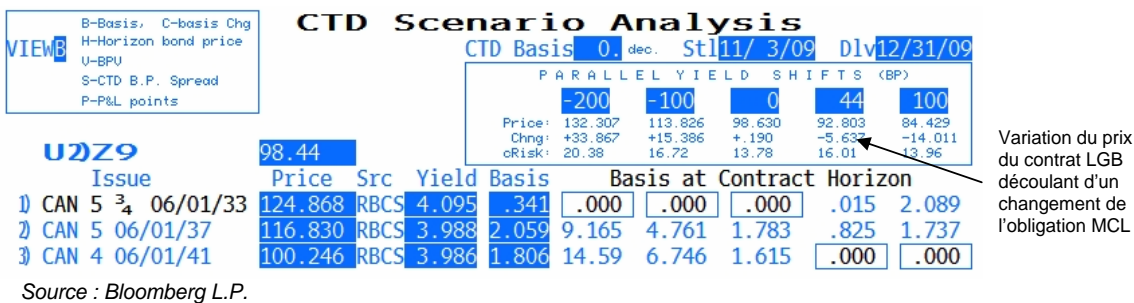 B-Basis, C-basis Chg
VIEW B H-Horizon bond price
U-BPU
S-CTD B.P. Spread
P-P&L points
CTD Scenario Analysis
CTD Basis 0. dec. Stl 11/ 3/09 Dlv 12/31/09
PARALLEL YIELD SHIFTS (BP)
-200 -100 0 44 100
Price: 132.307 113.826 98.630 92.803 84.429
Chng: +33.867 +15.386 +.190 -5.637 -14.011
cRisk: 20.38 16.72 13.78 16.01 13.96
U2)Z9 98.44
Issue Price Src Yield Basis Basis at Contract Horizon
1) CAN 5 ¾ 06/01/33 124.868 RBCS 4.095 .341 .000 .000 .000 .015 2.089
2) CAN 5 06/01/37 116.830 RBCS 3.988 2.059 9.165 4.761 1.783 .825 1.737
3) CAN 4 06/01/41 100.246 RBCS 3.986 1.806 14.59 6.746 1.615 .000 .000
Variation du prix
du contrat LGB
découlant d'un
changement de
l'obligation MCL
Source : Bloomberg L.P.